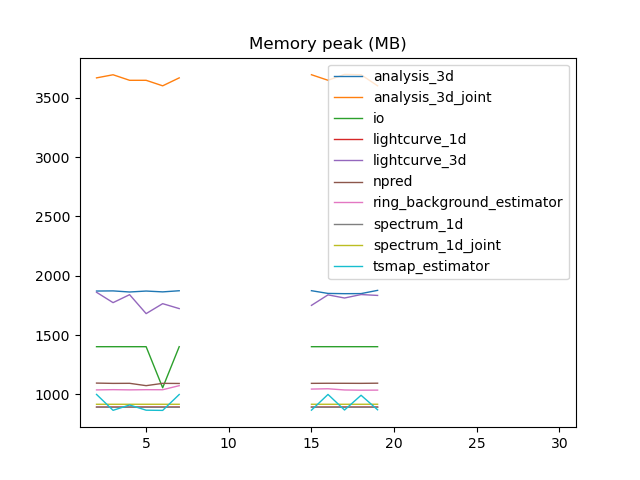 Memory peak (MB)
3500
3000
2500
2000
1500
1000
5
10
15
20
25
30
analysis_3d
analysis_3d_joint
io
lightcurve_1d
lightcurve_3d
npred
ring_background_estimator
spectrum_1d
spectrum_1d_joint
tsmap_estimator